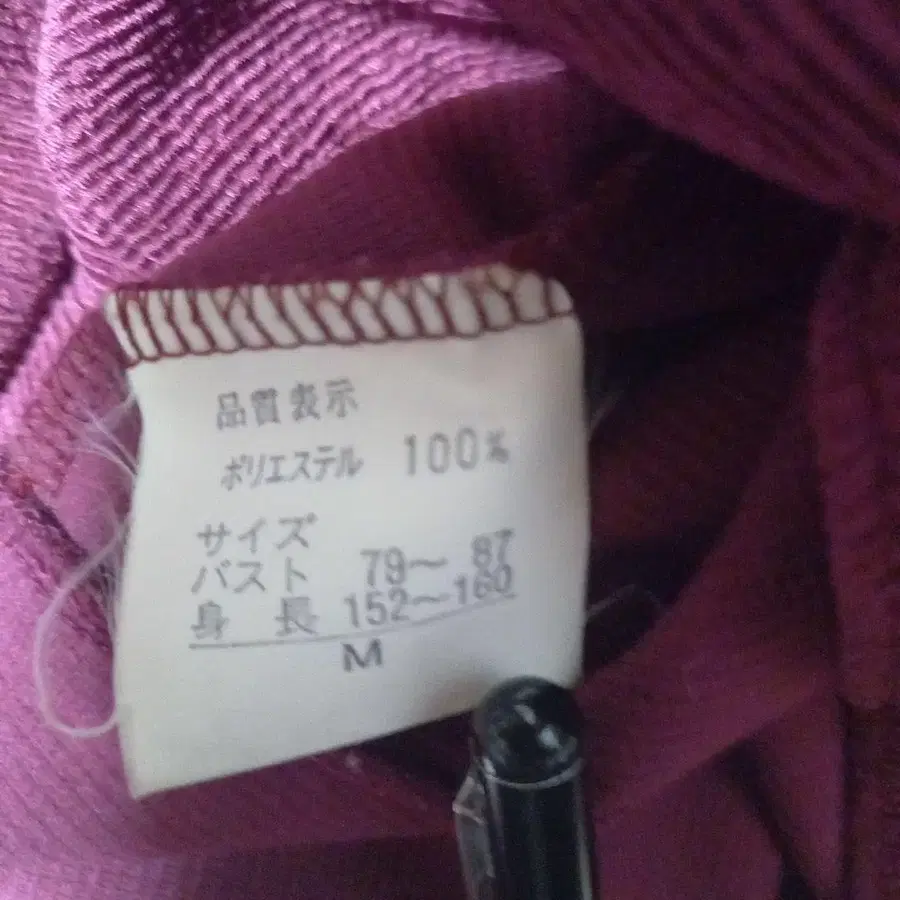 品質表示
ポリエステル 100%
サイズ
バスト 79〜 87
身 長 152〜160
M